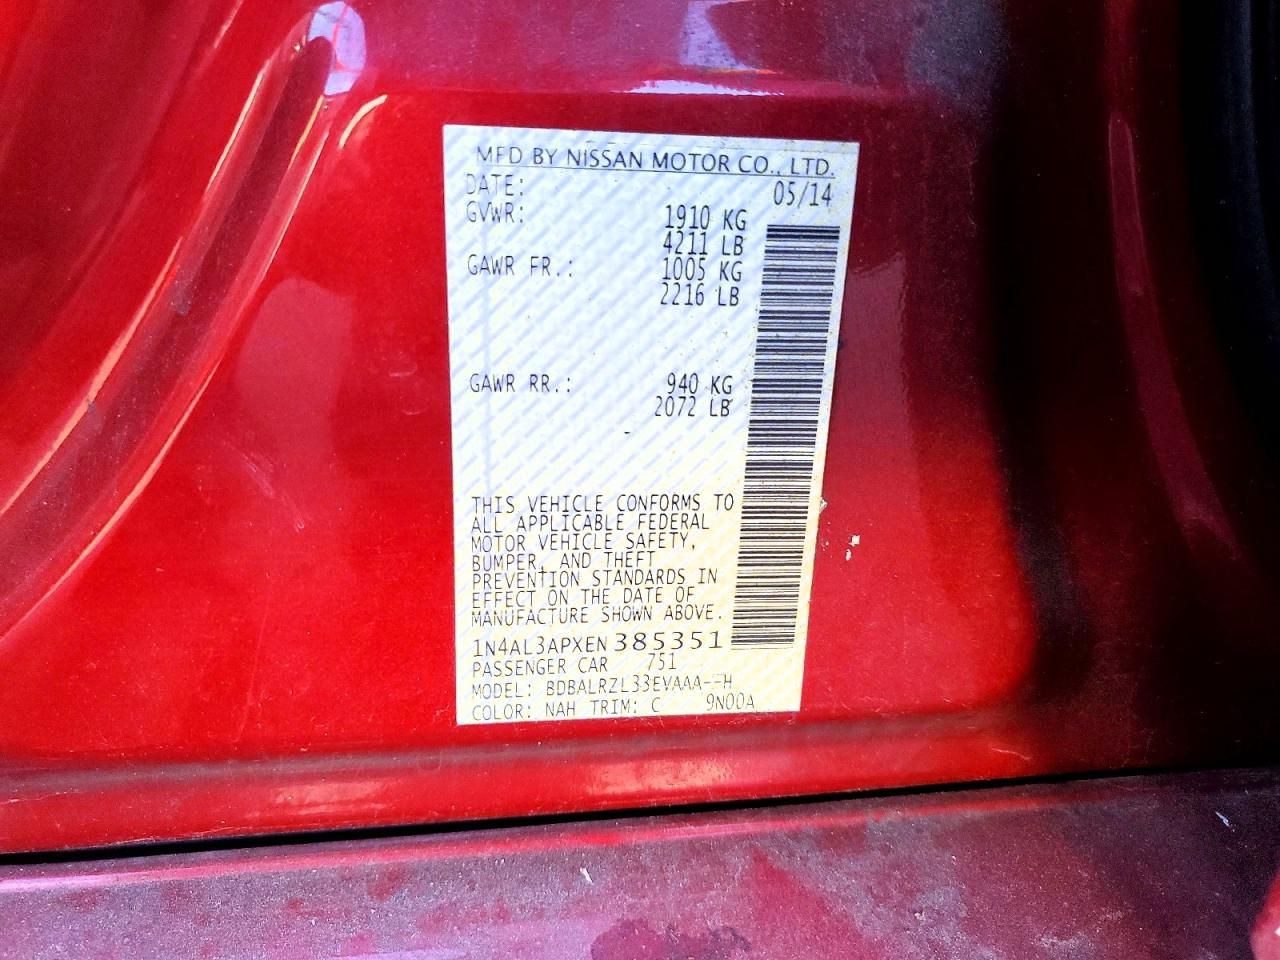 MFD BY NISSAN MOTOR CO., LTD.
DATE: 05/14
GVWR: 1910 KG
4211 LB
GAWR FR.: 1005 KG
2216 LB
GAWR RR.: 940 KG
2072 LB
THIS VEHICLE CONFORMS TO
ALL APPLICABLE FEDERAL
MOTOR VEHICLE SAFETY,
BUMPER, AND THEFT
PREVENTION STANDARDS IN
EFFECT ON THE DATE OF
MANUFACTURE SHOWN ABOVE.
1N4AL3APXEN 385351
PASSENGER CAR 751
MODEL: BDBALRZL33EVAAA--H
COLOR: NAH TRIM: C 9N00A